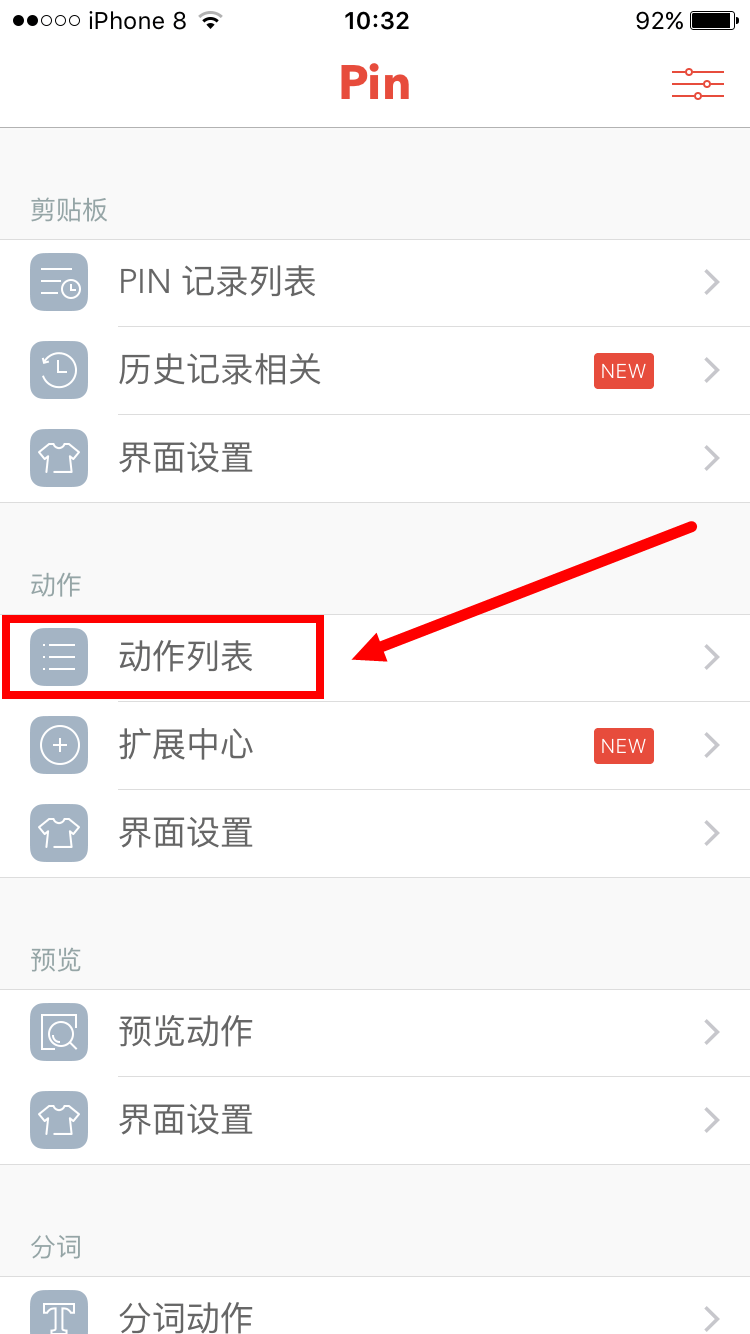 iPhone 8 10:32 92%
Pin
剪贴板
PIN 记录列表
历史记录相关 NEW
界面设置
动作
动作列表
扩展中心 NEW
界面设置
预览
预览动作
界面设置
分词
分词动作